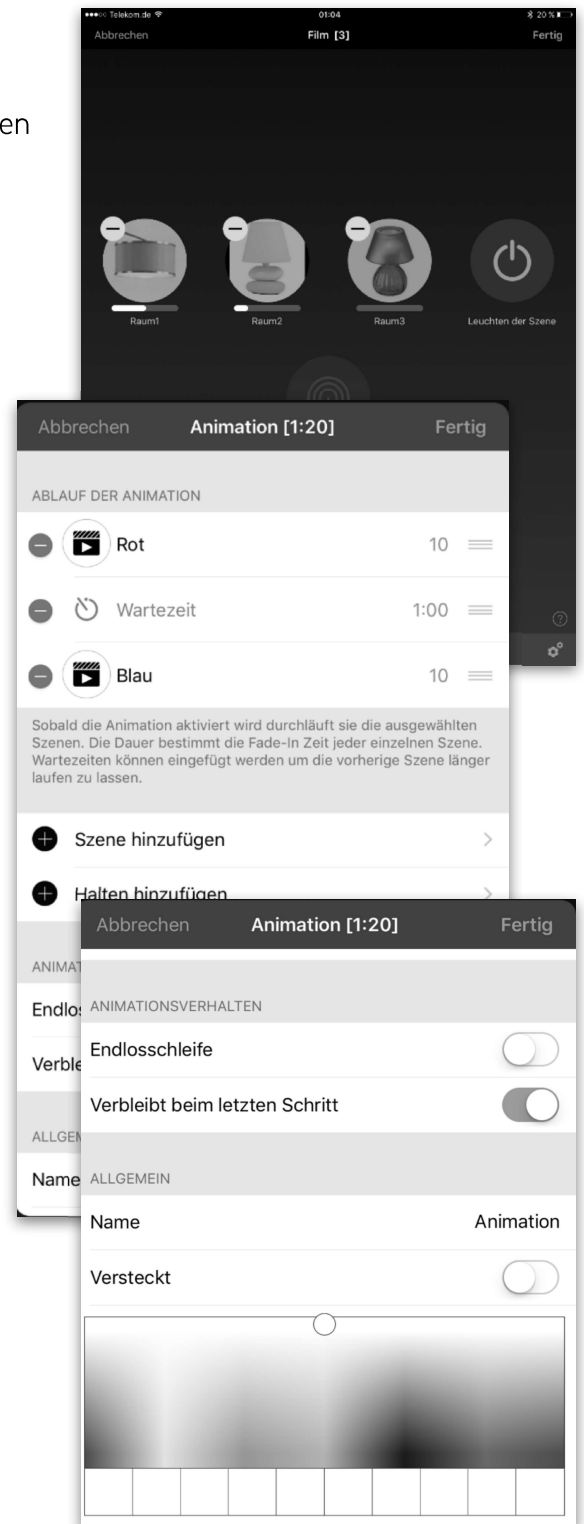 Telekom.de
01:04
20 %
Abbrechen
Film [3]
Fertig
en
Raum1
Raum2
Raum3
Leuchten der Szene
Abbrechen
Animation [1:20]
Fertig
ABLAUF DER ANIMATION
Rot
10
Wartezeit
1:00
Blau
10
Sobald die Animation aktiviert wird durchläuft sie die ausgewählten
Szenen. Die Dauer bestimmt die Fade-In Zeit jeder einzelnen Szene.
Wartezeiten können eingefügt werden um die vorherige Szene länger
laufen zu lassen.
Szene hinzufügen
Halten hinzufügen
ANIMAT
Endlos
Verble
ALLGEM
Name
Abbrechen
Animation [1:20]
Fertig
ANIMATIONSVERHALTEN
Endlosschleife
Verbleibt beim letzten Schritt
ALLGEMEIN
Name
Animation
Versteckt